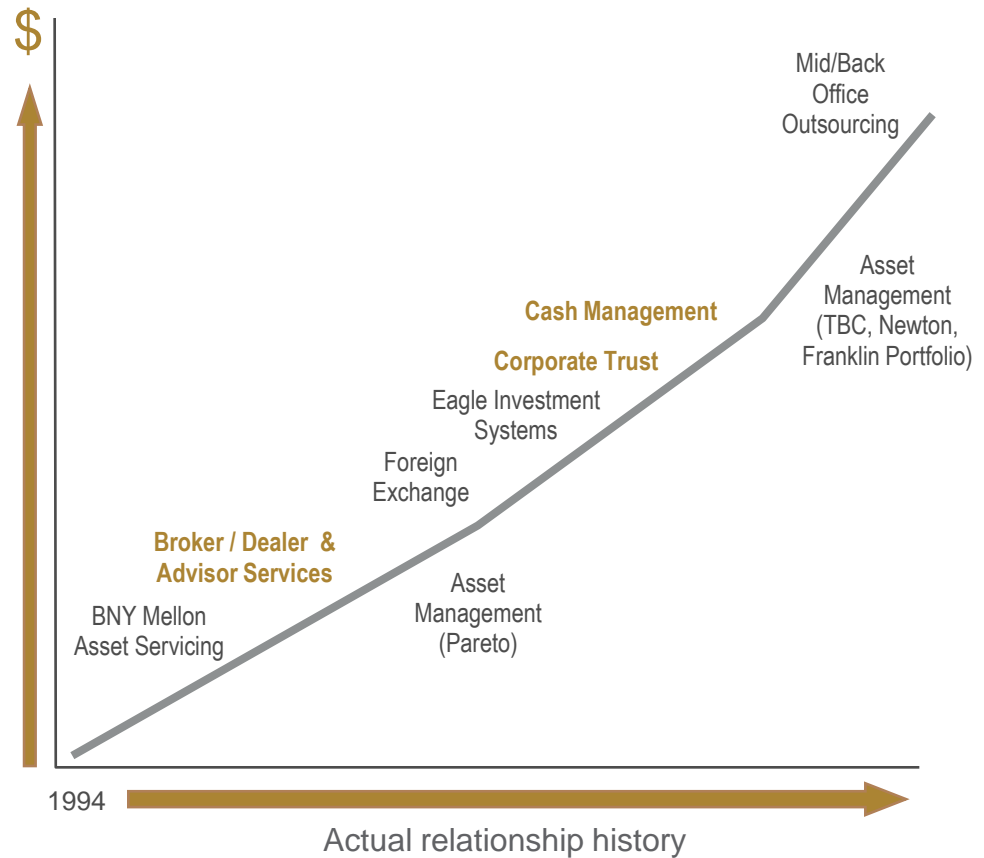 $
Mid/Back
Office
Outsourcing
Asset
Management
(TBC, Newton,
Franklin Portfolio)
Cash Management
Corporate Trust
Eagle Investment
Systems
Foreign
Exchange
Broker / Dealer &
Advisor Services
Asset
Management
(Pareto)
BNY Mellon
Asset Servicing
1994
Actual relationship history